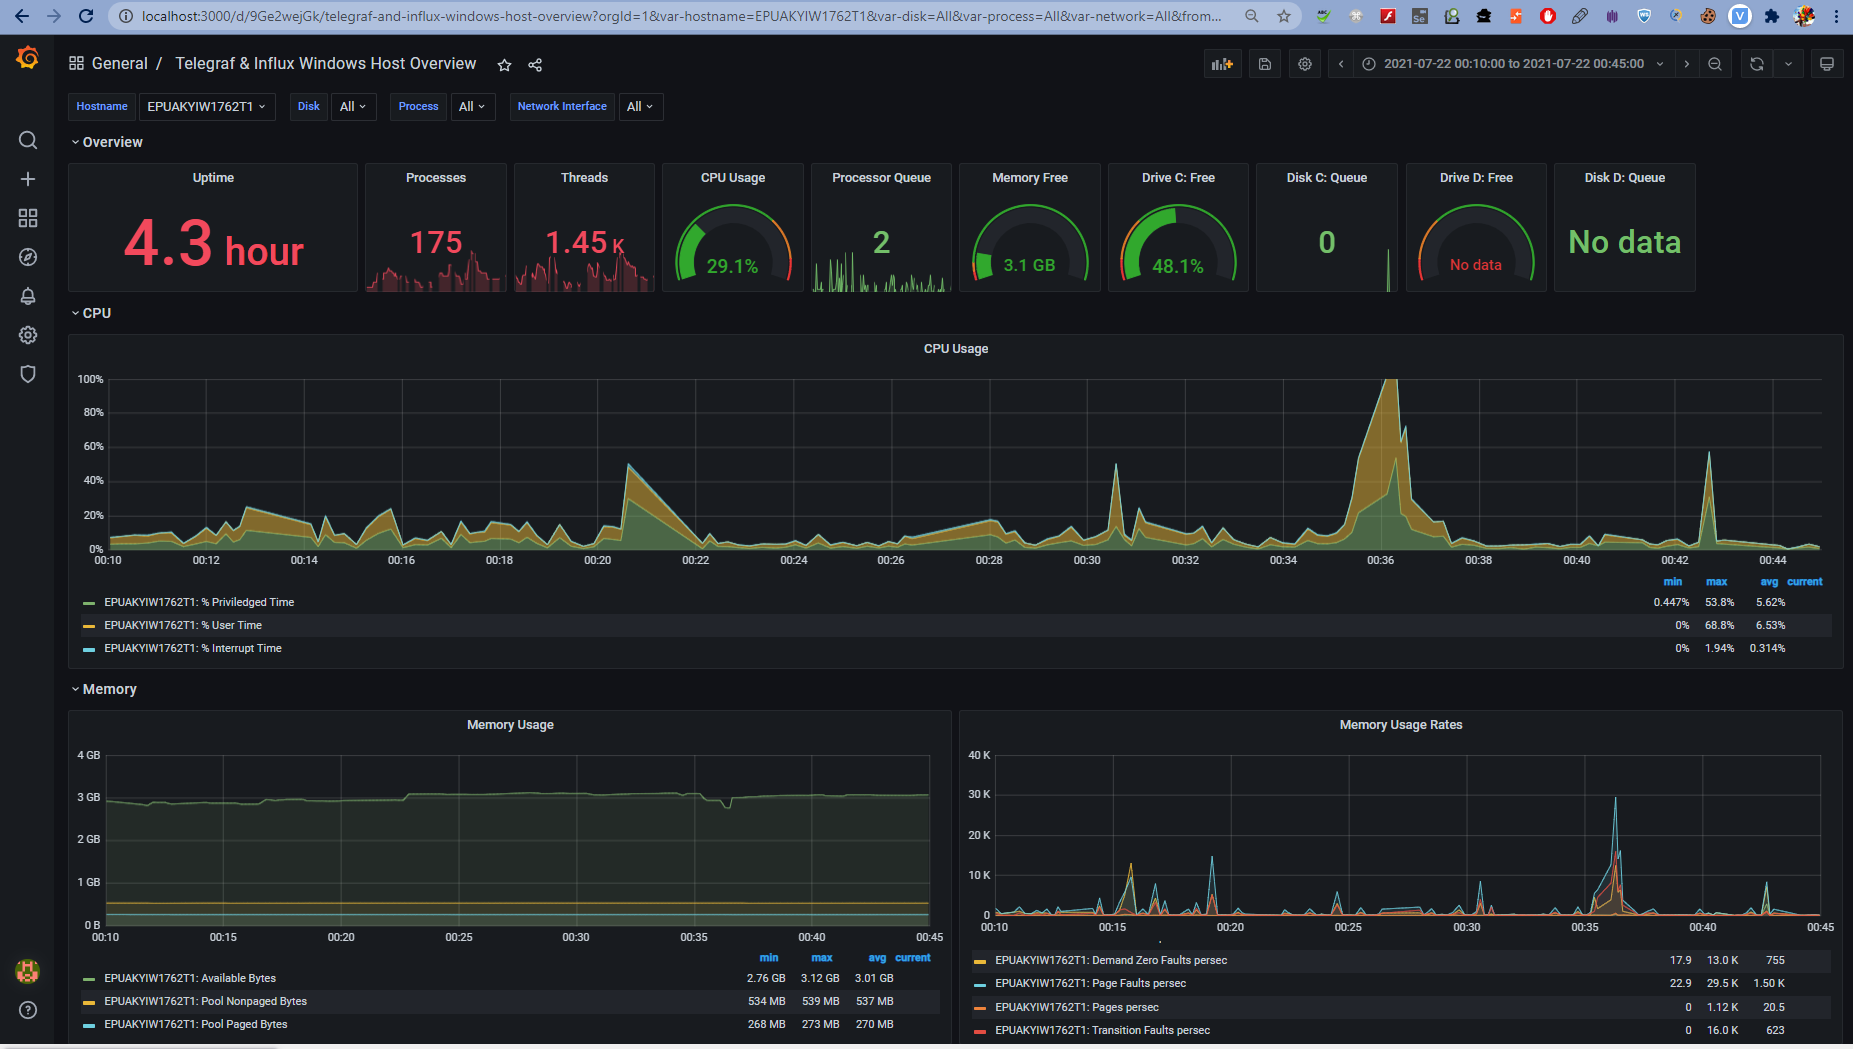 localhost:3000/d/9Ge2wejGk/telegraf-and-influx-windows-host-overview?orgId=1&var-hostname=EPUAKYIW1762T1&var-disk=All&var-process=All&var-network=All&from...
General / Telegraf & Influx Windows Host Overview
2021-07-22 00:10:00 to 2021-07-22 00:45:00
Hostname EPUAKYIW1762T1 Disk All Process All Network Interface All
Overview
Uptime Processes Threads CPU Usage Processor Queue Memory Free Drive C: Free Disk C: Queue Drive D: Free Disk D: Queue
4.3 hour 175 1.45 K 29.1% 2 3.1 GB 48.1% 0 No data No data
CPU
CPU Usage
100%
80%
60%
40%
20%
0%
00:10 00:12 00:14 00:16 00:18 00:20 00:22 00:24 00:26 00:28 00:30 00:32 00:34 00:36 00:38 00:40 00:42 00:44
min max avg current
EPUAKYIW1762T1: % Priviledged Time 0.447% 53.8% 5.62%
EPUAKYIW1762T1: % User Time 0% 68.8% 6.53%
EPUAKYIW1762T1: % Interrupt Time 0% 1.94% 0.314%
Memory
Memory Usage
4 GB
3 GB
2 GB
1 GB
0 B
00:10 00:15 00:20 00:25 00:30 00:35 00:40 00:45
min max avg current
EPUAKYIW1762T1: Available Bytes 2.76 GB 3.12 GB 3.01 GB
EPUAKYIW1762T1: Pool Nonpaged Bytes 534 MB 539 MB 537 MB
EPUAKYIW1762T1: Pool Paged Bytes 268 MB 273 MB 270 MB
Memory Usage Rates
40 K
30 K
20 K
10 K
0
00:10 00:15 00:20 00:25 00:30 00:35 00:40 00:45
EPUAKYIW1762T1: Demand Zero Faults persec 17.9 13.0 K 755
EPUAKYIW1762T1: Page Faults persec 22.9 29.5 K 1.50 K
EPUAKYIW1762T1: Pages persec 0 1.12 K 20.5
EPUAKYIW1762T1: Transition Faults persec 0 16.0 K 623